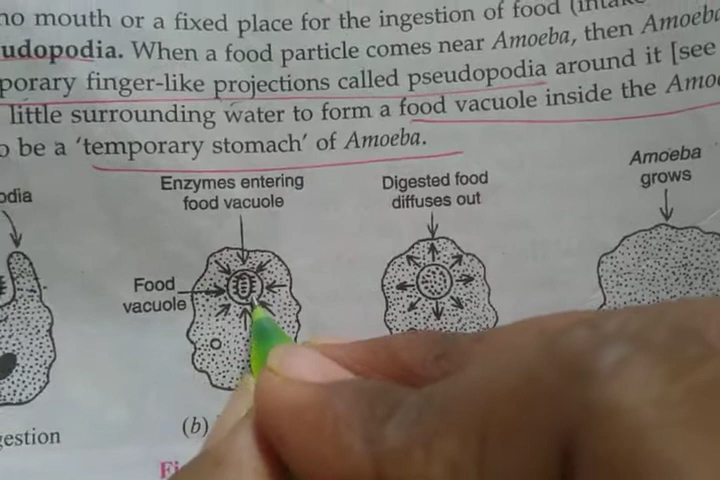 no mouth or a fixed place for the ingestion of food
udopodia. When a food particle comes near Amoeba, then Amoeba
porary finger-like projections called pseudopodia around it [see
little surrounding water to form a food vacuole inside the Amo
o be a 'temporary stomach' of Amoeba.
odia
Enzymes entering
food vacuole
Digested food
diffuses out
Amoeba
grows
Food
vacuole
gestion
(b)